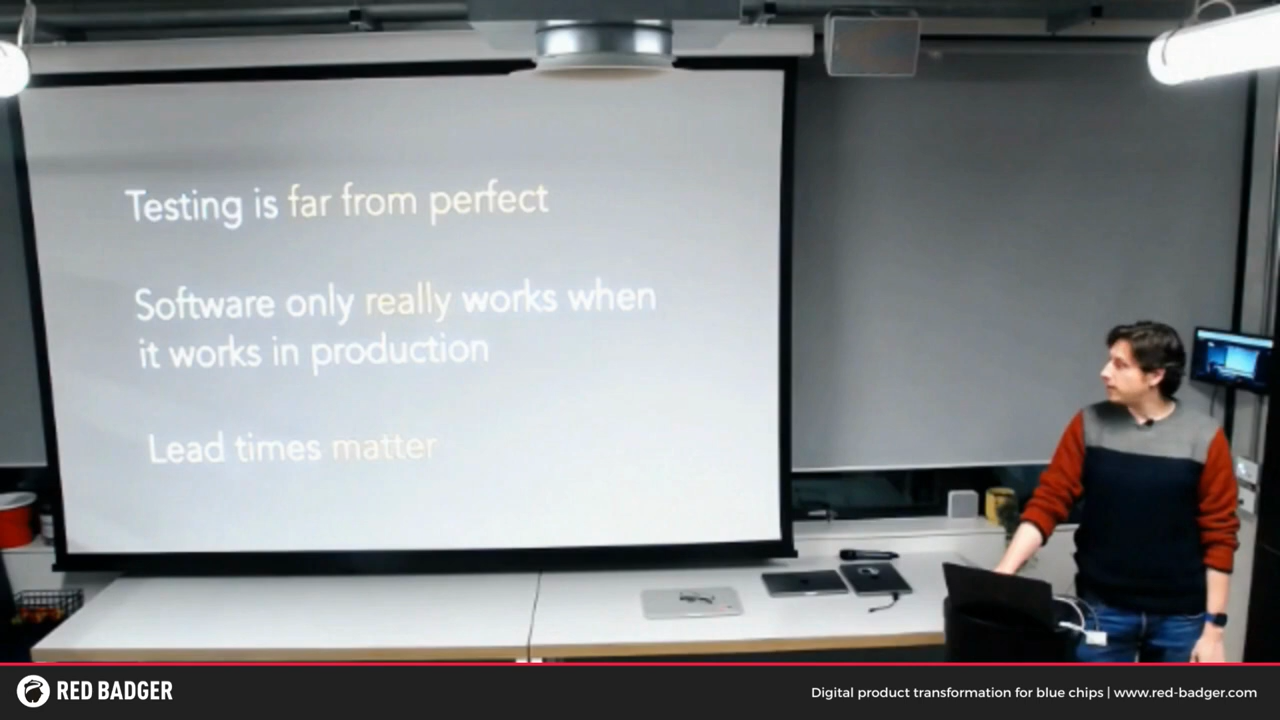 Testing is far from perfect
Software only really works when
it works in production
Lead times matter
RED BADGER
Digital product transformation for blue chips | www.red-badger.com